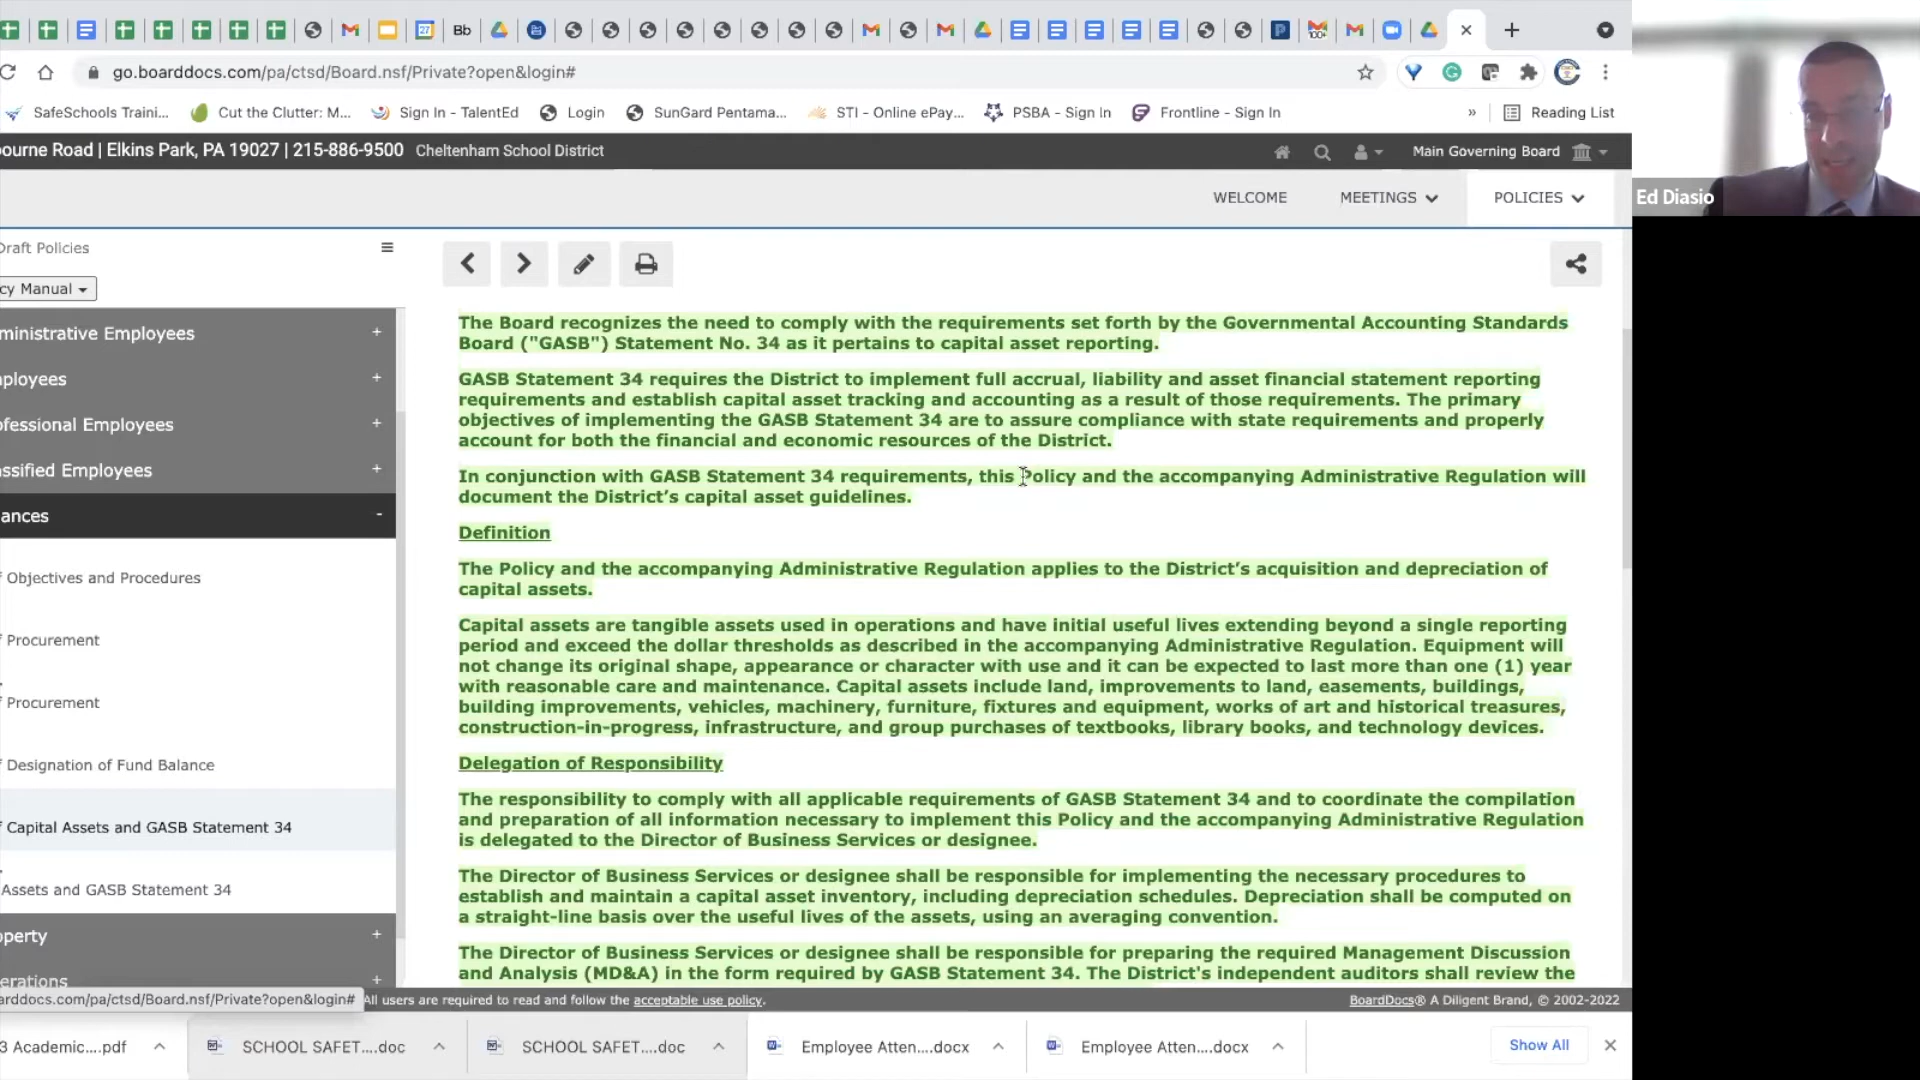 Bb
27
100+
go.boarddocs.com/pa/ctsd/Board.nsf/Private?open&login#
SafeSchools Traini... Cut the Clutter: M... Sign In - TalentEd Login SunGard Pentama... STI - Online ePay... PSBA - Sign In Frontline - Sign In » Reading List
ourne Road | Elkins Park, PA 19027 | 215-886-9500 Cheltenham School District Main Governing Board
WELCOME MEETINGS POLICIES
Ed Diasio
Draft Policies
cy Manual
ministrative Employees +
ployees +
ofessional Employees +
assified Employees +
ances -
Objectives and Procedures
Procurement
Procurement
Designation of Fund Balance
Capital Assets and GASB Statement 34
Assets and GASB Statement 34
operty +
erations +
The Board recognizes the need to comply with the requirements set forth by the Governmental Accounting Standards
Board ("GASB") Statement No. 34 as it pertains to capital asset reporting.
GASB Statement 34 requires the District to implement full accrual, liability and asset financial statement reporting
requirements and establish capital asset tracking and accounting as a result of those requirements. The primary
objectives of implementing the GASB Statement 34 are to assure compliance with state requirements and properly
account for both the financial and economic resources of the District.
In conjunction with GASB Statement 34 requirements, this Policy and the accompanying Administrative Regulation will
document the District's capital asset guidelines.
Definition
The Policy and the accompanying Administrative Regulation applies to the District's acquisition and depreciation of
capital assets.
Capital assets are tangible assets used in operations and have initial useful lives extending beyond a single reporting
period and exceed the dollar thresholds as described in the accompanying Administrative Regulation. Equipment will
not change its original shape, appearance or character with use and it can be expected to last more than one (1) year
with reasonable care and maintenance. Capital assets include land, improvements to land, easements, buildings,
building improvements, vehicles, machinery, furniture, fixtures and equipment, works of art and historical treasures,
construction-in-progress, infrastructure, and group purchases of textbooks, library books, and technology devices.
Delegation of Responsibility
The responsibility to comply with all applicable requirements of GASB Statement 34 and to coordinate the compilation
and preparation of all information necessary to implement this Policy and the accompanying Administrative Regulation
is delegated to the Director of Business Services or designee.
The Director of Business Services or designee shall be responsible for implementing the necessary procedures to
establish and maintain a capital asset inventory, including depreciation schedules. Depreciation shall be computed on
a straight-line basis over the useful lives of the assets, using an averaging convention.
The Director of Business Services or designee shall be responsible for preparing the required Management Discussion
and Analysis (MD&A) in the form required by GASB Statement 34. The District's independent auditors shall review the
arddocs.com/pa/ctsd/Board.nsf/Private?open&login# All users are required to read and follow the acceptable use policy. BoardDocs® A Diligent Brand, © 2002-2022
3 Academic....pdf SCHOOL SAFET....doc SCHOOL SAFET....doc Employee Atten....docx Employee Atten....docx Show All